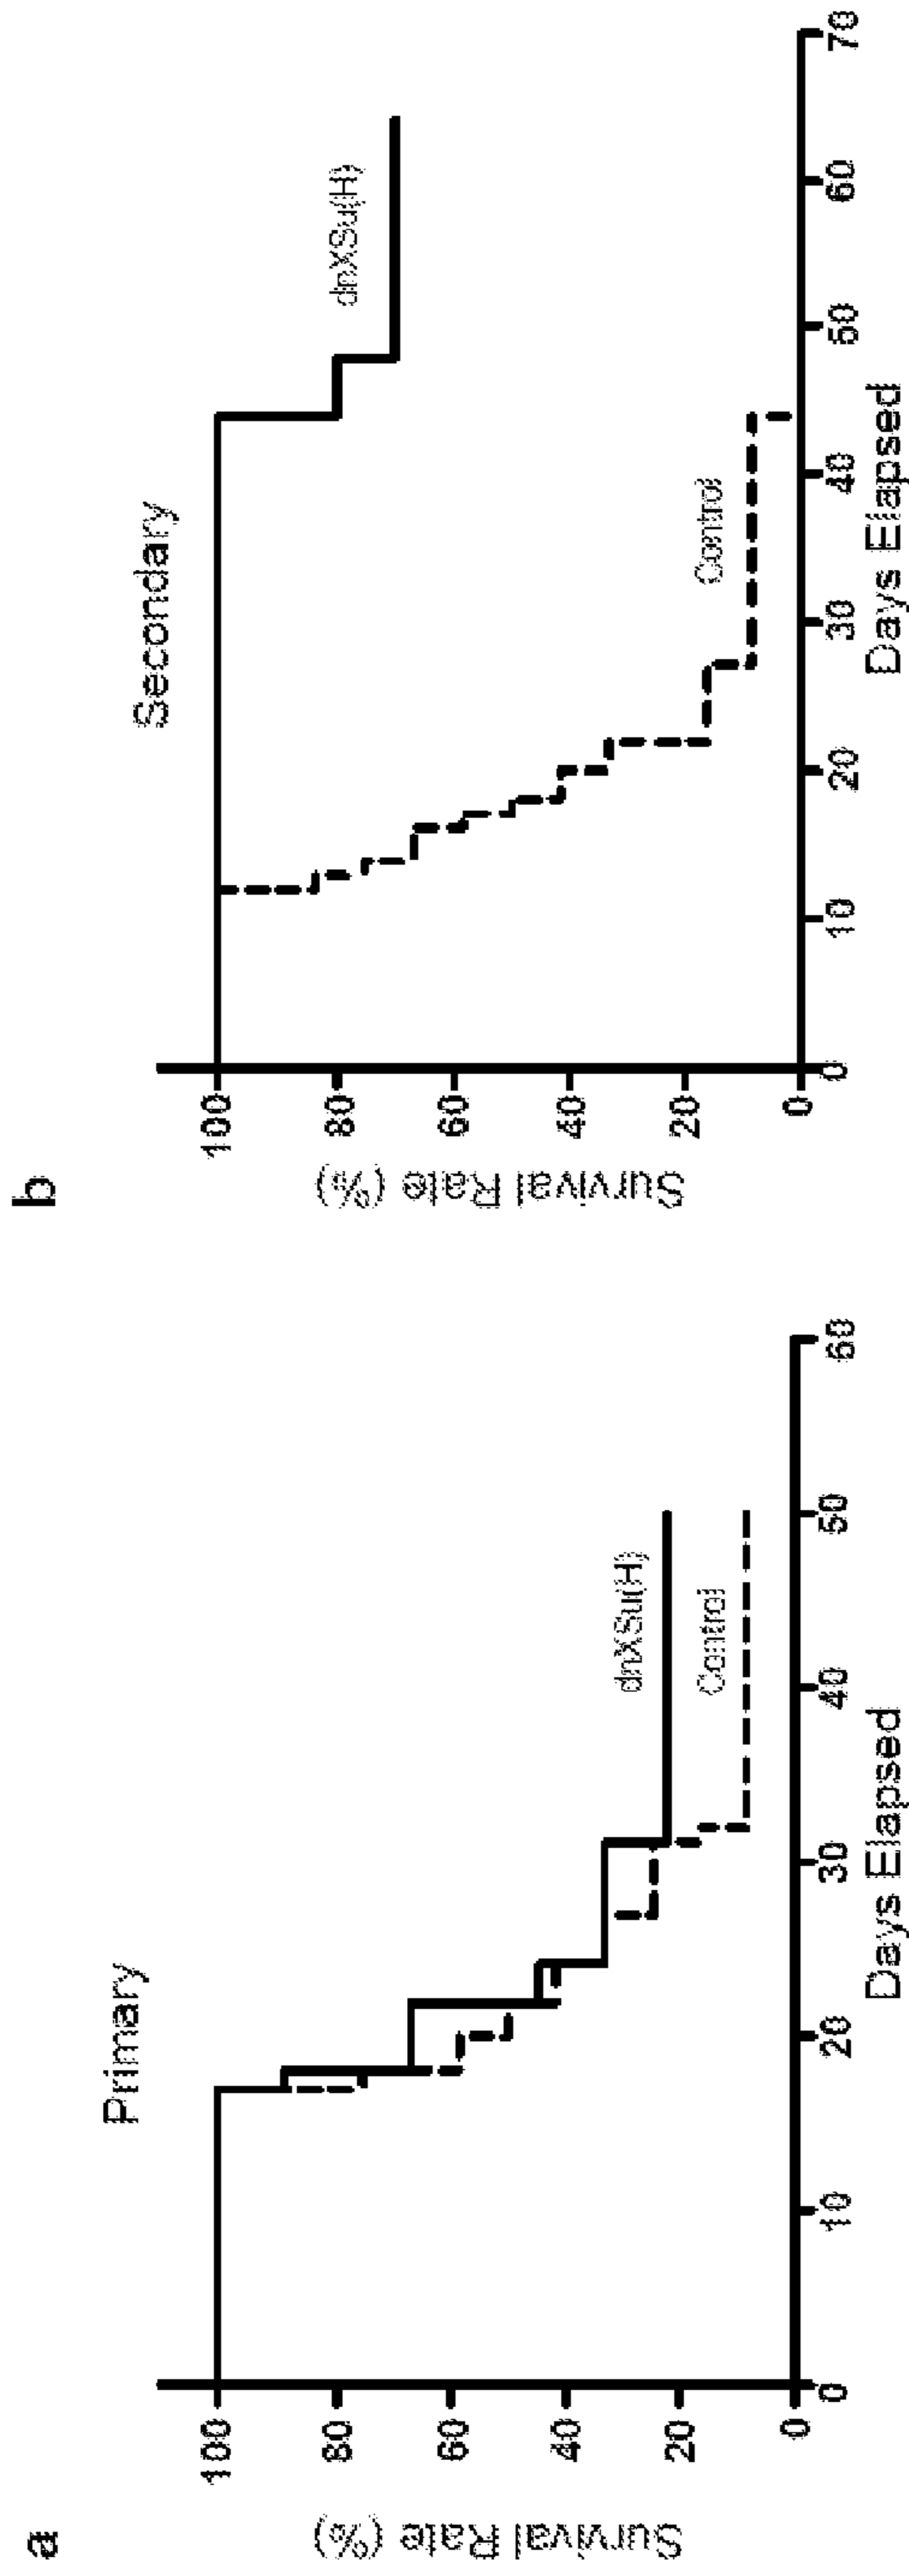 a
Primary
Survival Rate (%)
100
80
60
40
20
0
dnXSu(H)
Control
0 10 20 30 40 50 60
Days Elapsed
b
Secondary
Survival Rate (%)
100
80
60
40
20
0
dnXSu(H)
Control
0 10 20 30 40 50 60 70
Days Elapsed